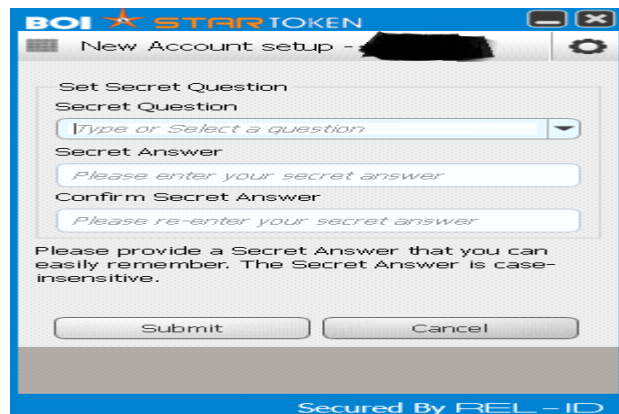 BOI STAR TOKEN
New Account setup -
Set Secret Question
Secret Question
Type or Select a question
Secret Answer
Please enter your secret answer
Confirm Secret Answer
Please re-enter your secret answer
Please provide a Secret Answer that you can
easily remember. The Secret Answer is case-
insensitive.
Submit Cancel
Secured By REL-ID